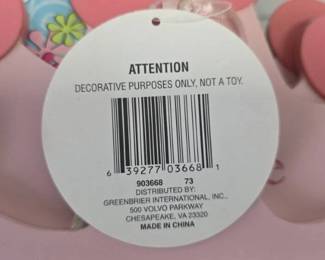 ATTENTION
DECORATIVE PURPOSES ONLY, NOT A TOY.
6 39277 03668 1
903668 73
DISTRIBUTED BY:
GREENBRIER INTERNATIONAL, INC.,
500 VOLVO PARKWAY
CHESAPEAKE, VA 23320
MADE IN CHINA